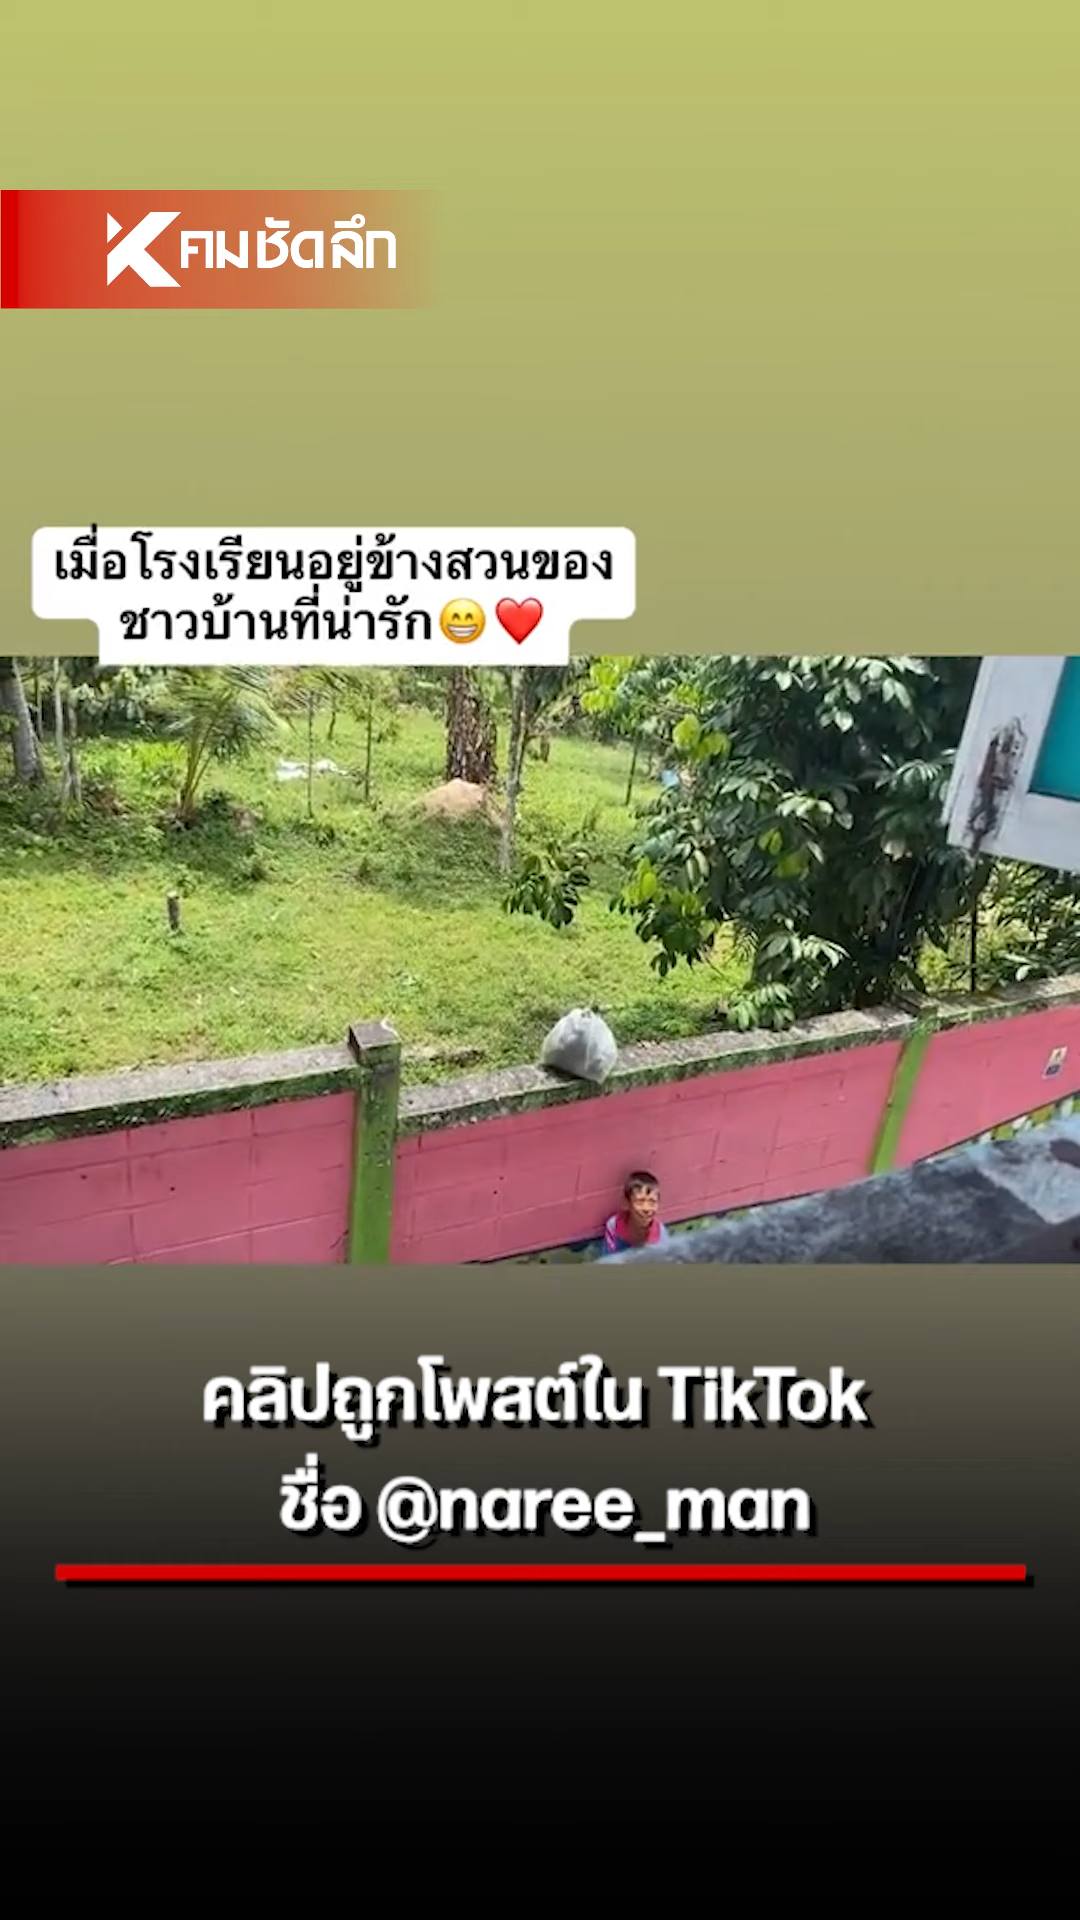 คมชัดลึก
เมื่อโรงเรียนอยู่ข้างสวนของ
ชาวบ้านที่น่ารัก😁❤️
คลิปถูกโพสต์ใน TikTok
ชื่อ @naree_man